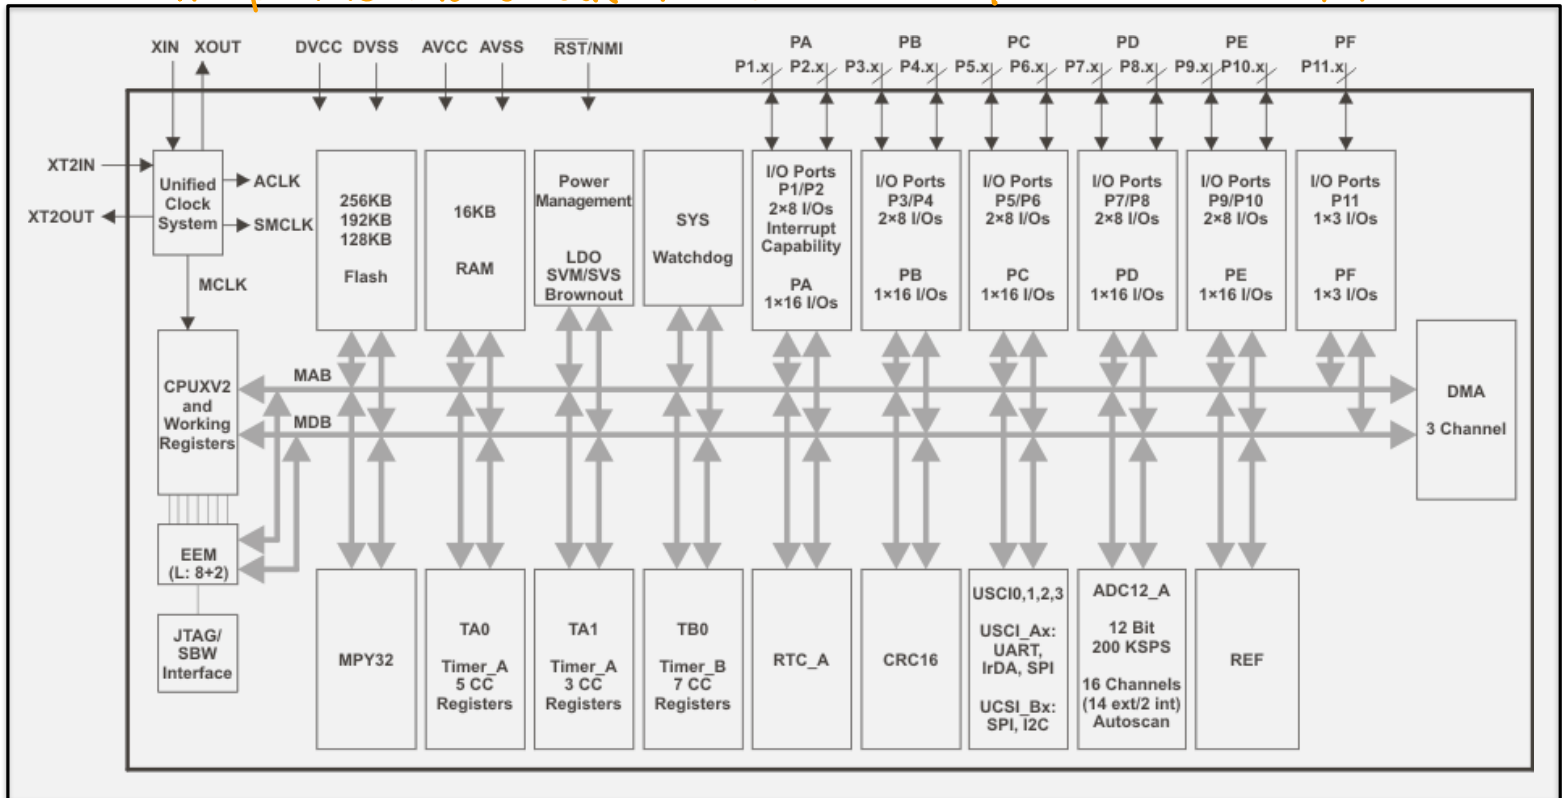 XIN XOUT DVCC DVSS AVCC AVSS RST/NMI PA PB PC PD PE PF
P1.x P2.x P3.x P4.x P5.x P6.x P7.x P8.x P9.x P10.x P11.x
XT2IN
XT2OUT
Unified
Clock
System
ACLK
SMCLK
MCLK
256KB
192KB
128KB
Flash
16KB
RAM
Power
Management
LDO
SVM/SVS
Brownout
SYS
Watchdog
I/O Ports
P1/P2
2×8 I/Os
Interrupt
Capability
PA
1×16 I/Os
I/O Ports
P3/P4
2×8 I/Os
PB
1×16 I/Os
I/O Ports
P5/P6
2×8 I/Os
PC
1×16 I/Os
I/O Ports
P7/P8
2×8 I/Os
PD
1×16 I/Os
I/O Ports
P9/P10
2×8 I/Os
PE
1×16 I/Os
I/O Ports
P11
1×3 I/Os
PF
1×3 I/Os
CPUXV2
and
Working
Registers
MAB
MDB
DMA
3 Channel
EEM
(L: 8+2)
JTAG/
SBW
Interface
MPY32
TA0
Timer_A
5 CC
Registers
TA1
Timer_A
3 CC
Registers
TB0
Timer_B
7 CC
Registers
RTC_A
CRC16
USCI0,1,2,3
USCI_Ax:
UART,
IrDA, SPI
UCSI_Bx:
SPI, I2C
ADC12_A
12 Bit
200 KSPS
16 Channels
(14 ext/2 int)
Autoscan
REF